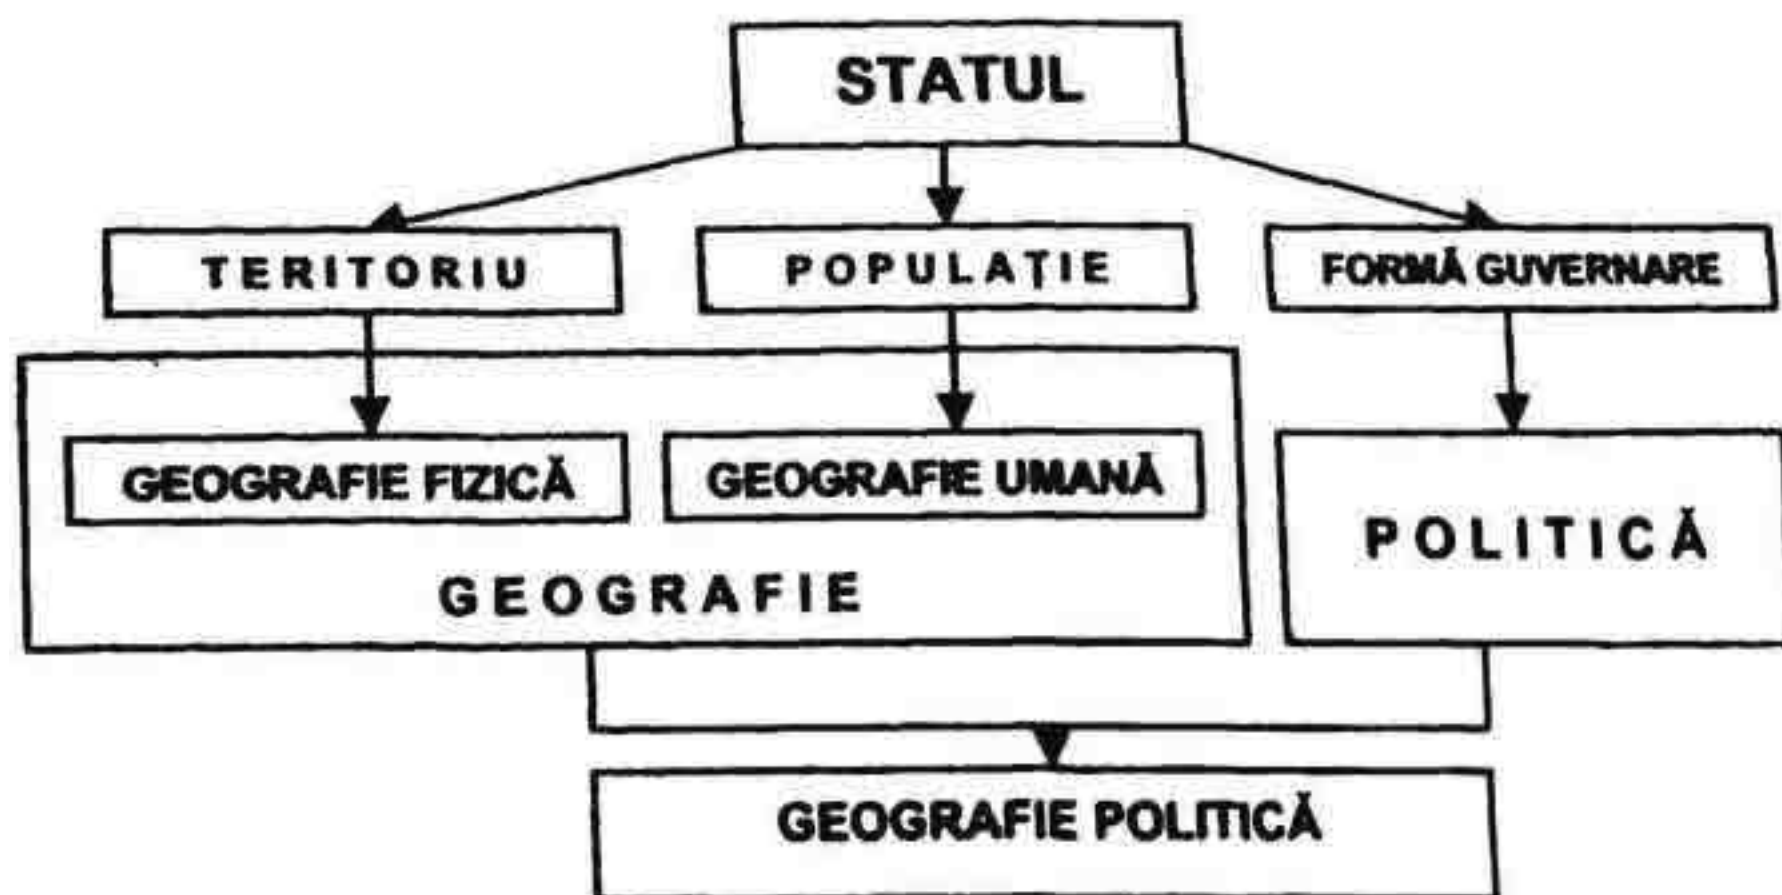 STATUL
TERITORIU
POPULAȚIE
FORMĂ GUVERNARE
GEOGRAFIE FIZICĂ
GEOGRAFIE UMANĂ
POLITICĂ
GEOGRAFIE
GEOGRAFIE POLITICĂ